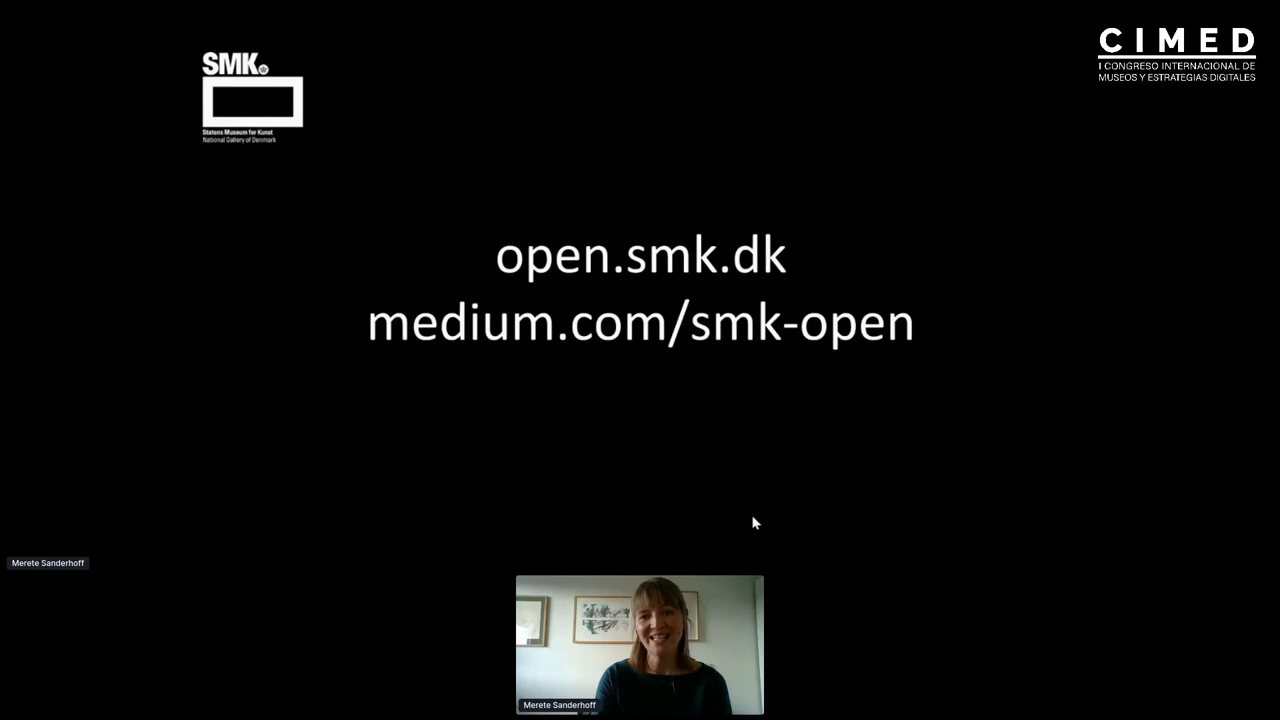 SMK.dk
Statens Museum for Kunst
National Gallery of Denmark
CIMED
I CONGRESO INTERNACIONAL DE
MUSEOS Y ESTRATEGIAS DIGITALES
open.smk.dk
medium.com/smk-open
Merete Sanderhoff
Merete Sanderhoff